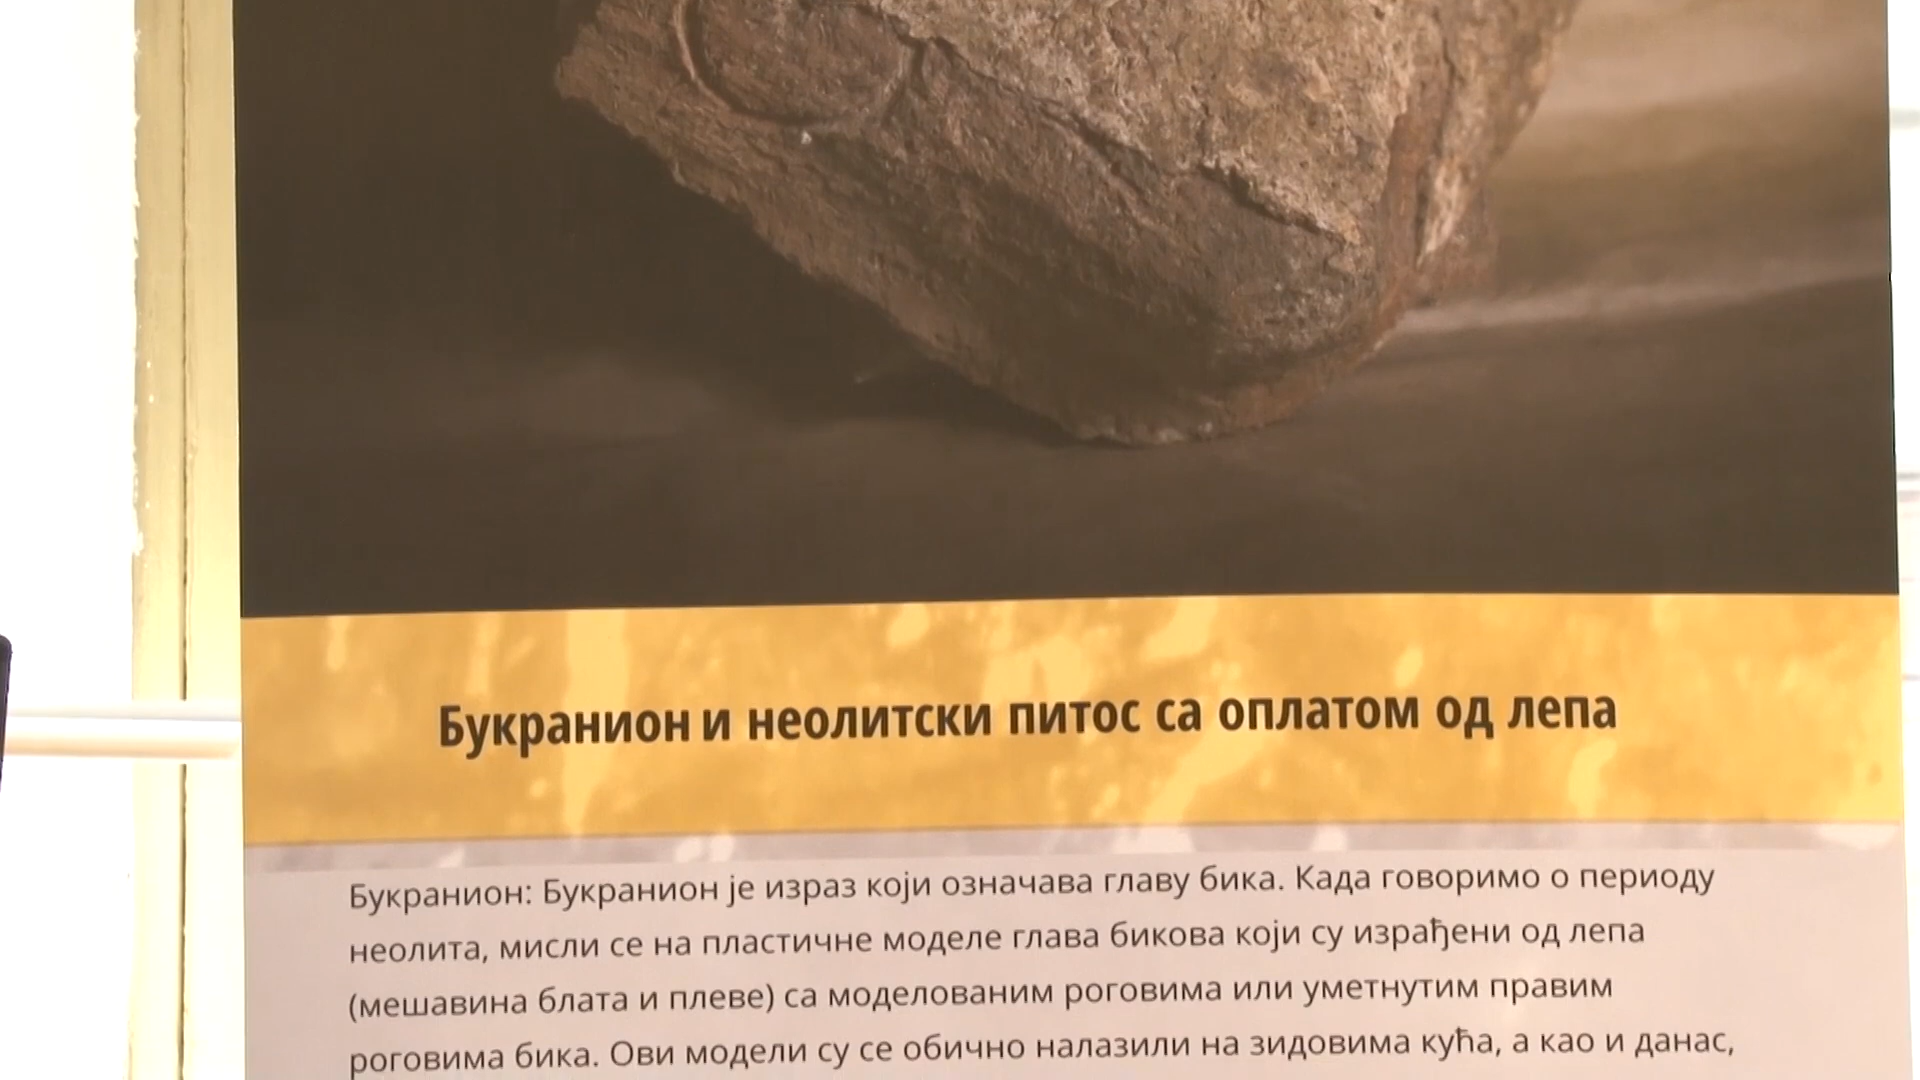 Букранион и неолитски питос са оплатом од лепа
Букранион: Букранион је израз који означава главу бика. Када говоримо о периоду
неолита, мисли се на пластичне моделе глава бикова који су израђени од лепа
(мешавина блата и плеве) са моделованим роговима или уметнутим правим
роговима бика. Ови модели су се обично налазили на зидовима кућа, а као и данас,